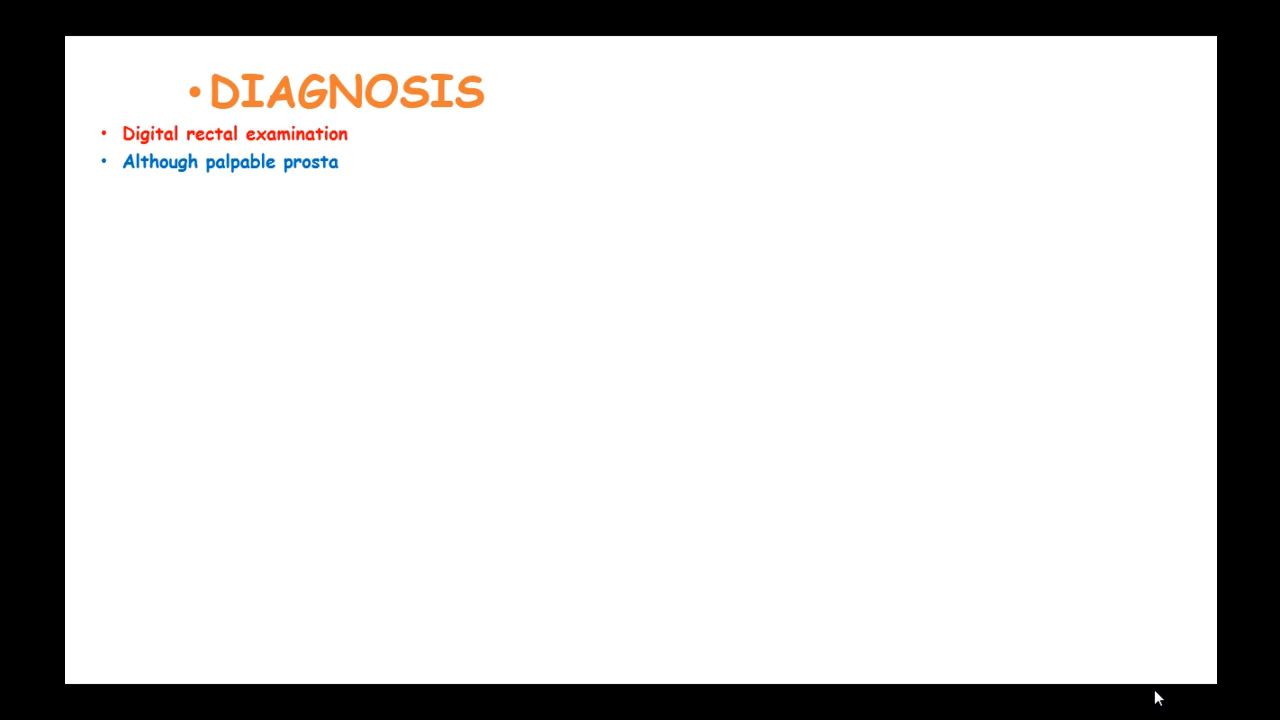 • DIAGNOSIS
• Digital rectal examination
• Although palpable prosta